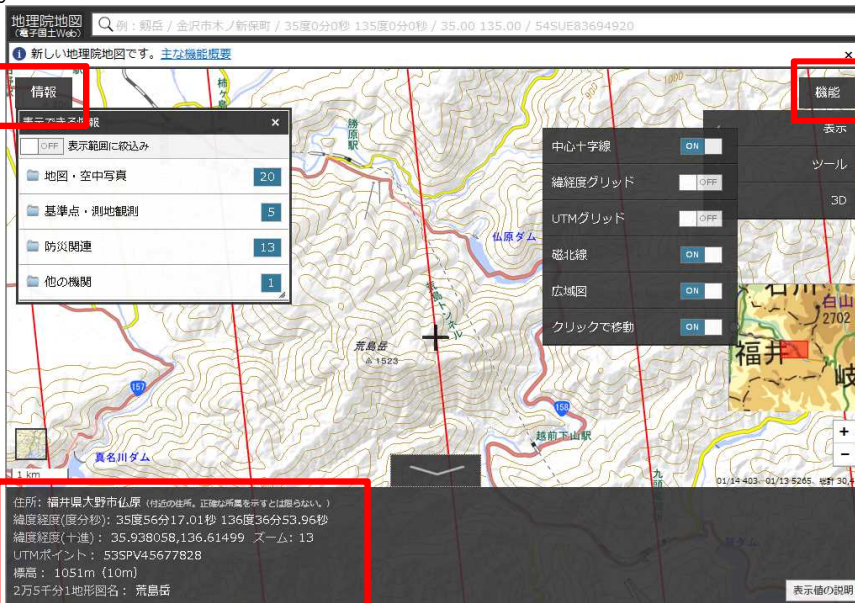 地理院地図
(電子国土Web)
例：剱岳 / 金沢市木ノ新保町 / 35度0分0秒 135度0分0秒 / 35.00 135.00 / 54SUE83694920
新しい地理院地図です。主な機能概要
×
情報
機能
表示できる情報
×
OFF 表示範囲に絞込み
地図・空中写真 20
基準点・測地観測 5
防災関連 13
他の機関 1
柿ヶ島
勝原駅
1000
仏原ダム
荒島トンネル
荒島岳
1523
157
158
真名川ダム
越前下山駅
表示
ツール
3D
中心十字線 ON
緯経度グリッド OFF
UTMグリッド OFF
磁北線 ON
広域図 ON
クリックで移動 ON
白山
2702
福井
岐
+
−
1 km
住所: 福井県大野市仏原 (付近の住所。正確な所属を示すとは限らない。)
緯度経度(度分秒): 35度56分17.01秒 136度36分53.96秒
緯度経度(十進) : 35.938058,136.61499 ズーム: 13
UTMポイント : 53SPV45677828
標高 : 1051m (10m)
2万5千分1地形図名 : 荒島岳
表示値の説明